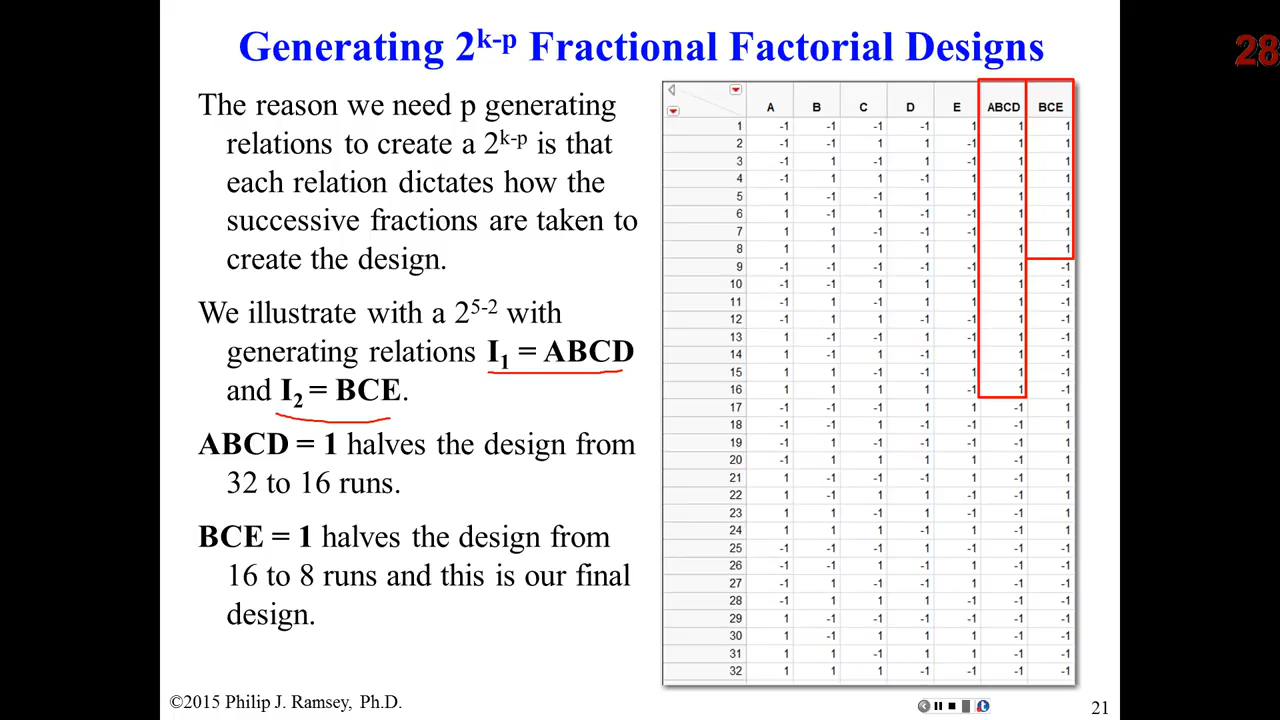 Generating 2^k-p Fractional Factorial Designs
28
The reason we need p generating
relations to create a 2^k-p is that
each relation dictates how the
successive fractions are taken to
create the design.
We illustrate with a 2^5-2 with
generating relations I₁ = ABCD
and I₂ = BCE.
ABCD = 1 halves the design from
32 to 16 runs.
BCE = 1 halves the design from
16 to 8 runs and this is our final
design.
A B C D E ABCD BCE
1 -1 -1 -1 -1 1 1 1
2 -1 -1 1 1 -1 1 1
3 -1 1 -1 1 -1 1 1
4 -1 1 1 -1 1 1 1
5 1 -1 -1 1 1 1 1
6 1 -1 1 -1 -1 1 1
7 1 1 -1 -1 -1 1 1
8 1 1 1 1 1 1 1
9 -1 -1 -1 -1 -1 1 -1
10 -1 -1 1 1 1 1 -1
11 -1 1 -1 1 1 1 -1
12 -1 1 1 -1 -1 1 -1
13 1 -1 -1 1 -1 1 -1
14 1 -1 1 -1 1 1 -1
15 1 1 -1 -1 1 1 -1
16 1 1 1 1 -1 1 -1
17 -1 -1 -1 1 1 -1 1
18 -1 -1 1 -1 -1 -1 1
19 -1 1 -1 -1 -1 -1 1
20 -1 1 1 1 1 -1 1
21 1 -1 -1 -1 1 -1 1
22 1 -1 1 1 -1 -1 1
23 1 1 -1 1 -1 -1 1
24 1 1 1 -1 1 -1 1
25 -1 -1 -1 1 -1 -1 -1
26 -1 -1 1 -1 1 -1 -1
27 -1 1 -1 -1 1 -1 -1
28 -1 1 1 1 -1 -1 -1
29 1 -1 -1 -1 -1 -1 -1
30 1 -1 1 1 1 -1 -1
31 1 1 -1 1 1 -1 -1
32 1 1 1 -1 -1 -1 -1
©2015 Philip J. Ramsey, Ph.D.
21